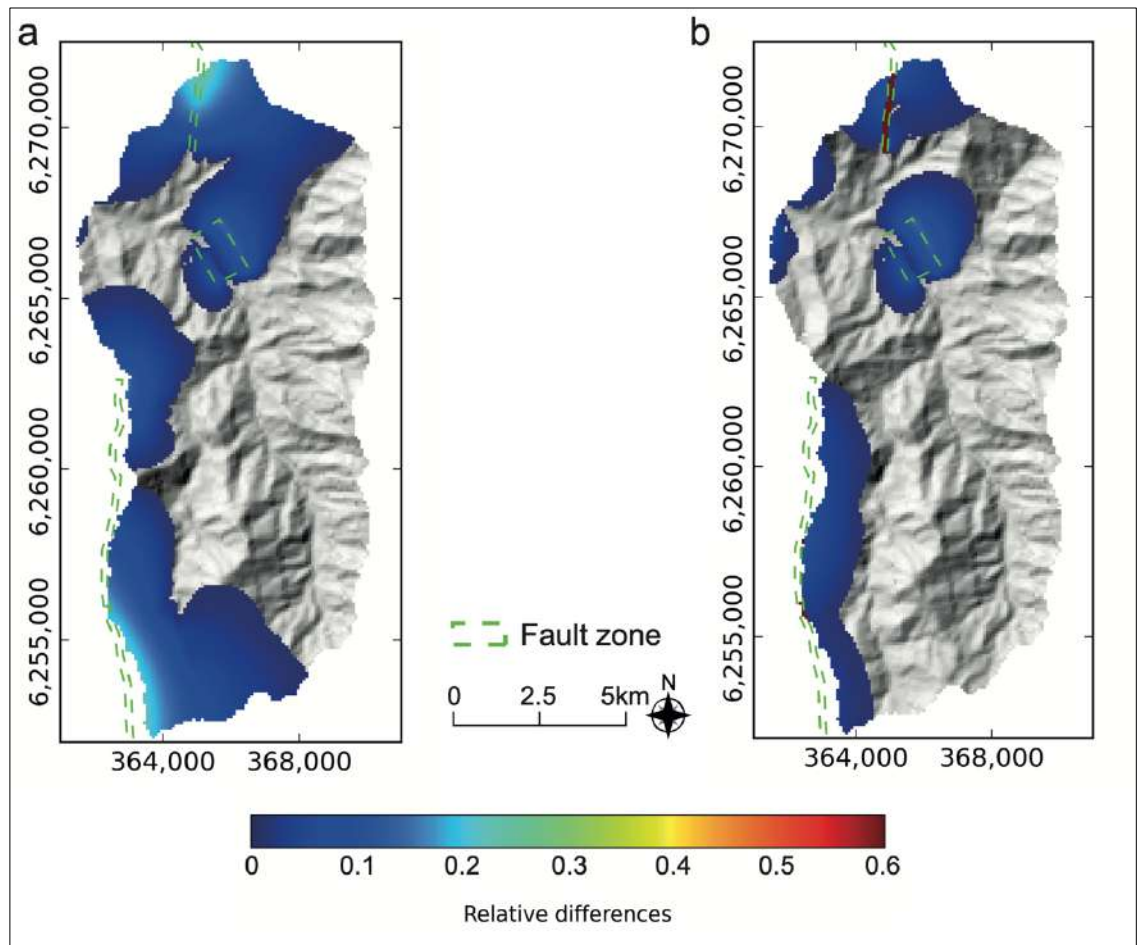 a
b
6,270,000
6,265,000
6,260,000
6,255,000
364,000
368,000
6,270,000
6,265,000
6,260,000
6,255,000
364,000
368,000
Fault zone
0 2.5 5km
N
0 0.1 0.2 0.3 0.4 0.5 0.6
Relative differences